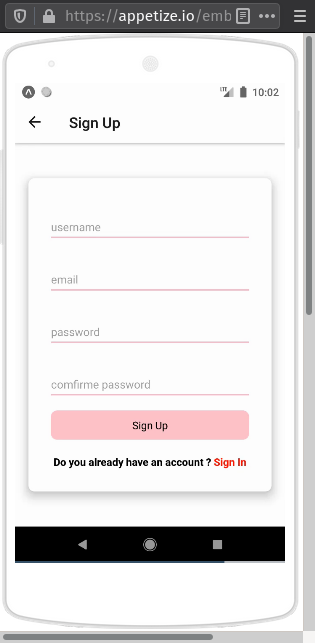 https://appetize.io/emb
LTE
10:02
Sign Up
username
email
password
comfirme password
Sign Up
Do you already have an account ? Sign In